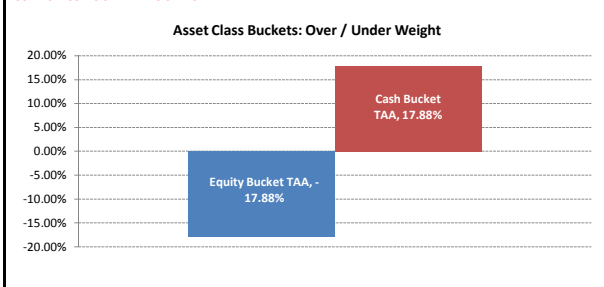 Asset Class Buckets: Over / Under Weight
20.00%
15.00%
10.00%
5.00%
0.00%
-5.00%
-10.00%
-15.00%
-20.00%
Cash Bucket
TAA, 17.88%
Equity Bucket TAA, -
17.88%